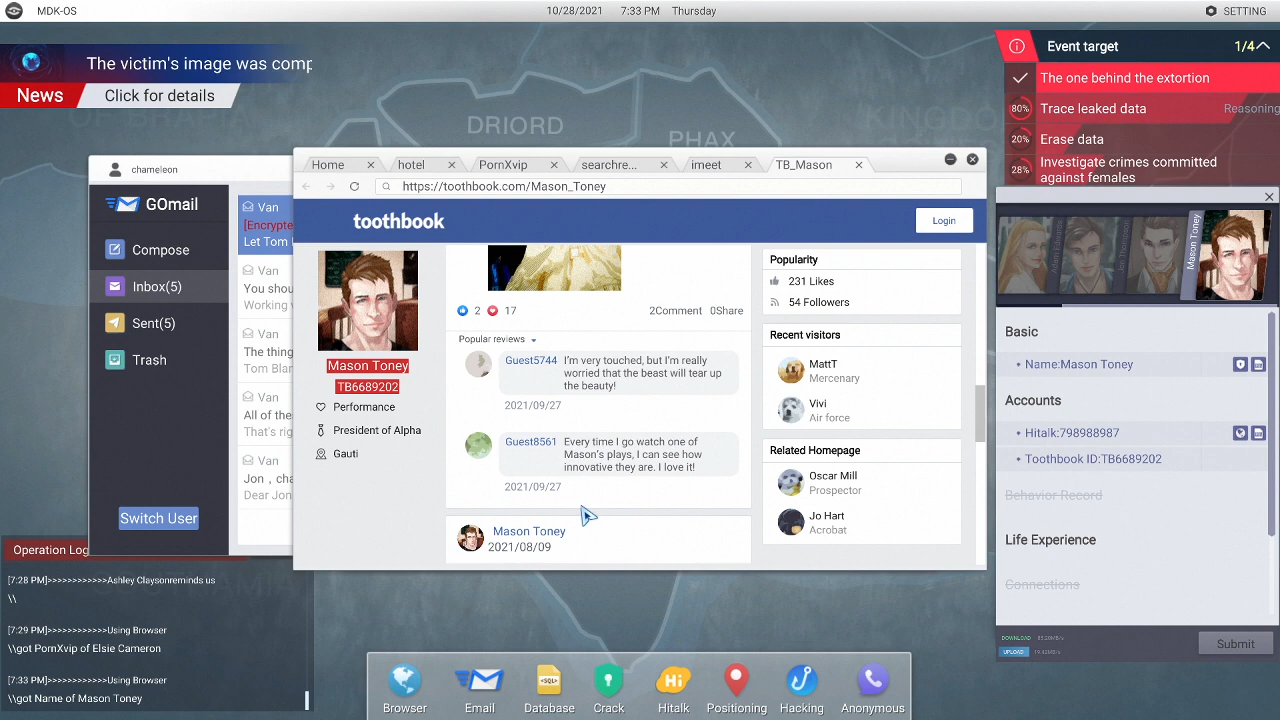 MDK-OS
10/28/2021 7:33 PM Thursday
SETTING
The victim's image was comp
News
Click for details
DRIORD
PHAX
KINGDO
Event target
1/4
The one behind the extortion
80%
Trace leaked data
Reasoning
20%
Erase data
28%
Investigate crimes committed
against females
chameleon
GOmail
Compose
Inbox(5)
Sent(5)
Trash
Switch User
Van
[Encrypte
Let Tom
Van
You shou
Working v
Van
The thing
Tom Blan
Van
All of the
That's rig
Van
Jon , cha
Dear Jon
Home
hotel
PornXvip
searchre...
imeet
TB_Mason
https://toothbook.com/Mason_Toney
toothbook
Login
Mason Toney
TB6689202
Performance
President of Alpha
Gauti
2
17
2Comment 0Share
Popular reviews
Guest5744 I'm very touched, but I'm really
worried that the beast will tear up
the beauty!
2021/09/27
Guest8561 Every time I go watch one of
Mason's plays, I can see how
innovative they are. I love it!
2021/09/27
Mason Toney
2021/08/09
Popularity
231 Likes
54 Followers
Recent visitors
MattT
Mercenary
Vivi
Air force
Related Homepage
Oscar Mill
Prospector
Jo Hart
Acrobat
Mason Toney
Basic
• Name:Mason Toney
Accounts
• Hitalk:798988987
• Toothbook ID:TB6689202
Behavior Record
Life Experience
Connections
DOWNLOAD
UPLOAD
Submit
Operation Log
[7:28 PM]>>>>>>>>>>>>Ashley Claysonreminds us
\\
[7:29 PM]>>>>>>>>>>>>Using Browser
\\got PornXvip of Elsie Cameron
[7:33 PM]>>>>>>>>>>>>Using Browser
\\got Name of Mason Toney
Browser
Email
<SQL>
Database
Crack
Hi
Hitalk
Positioning
Hacking
Anonymous